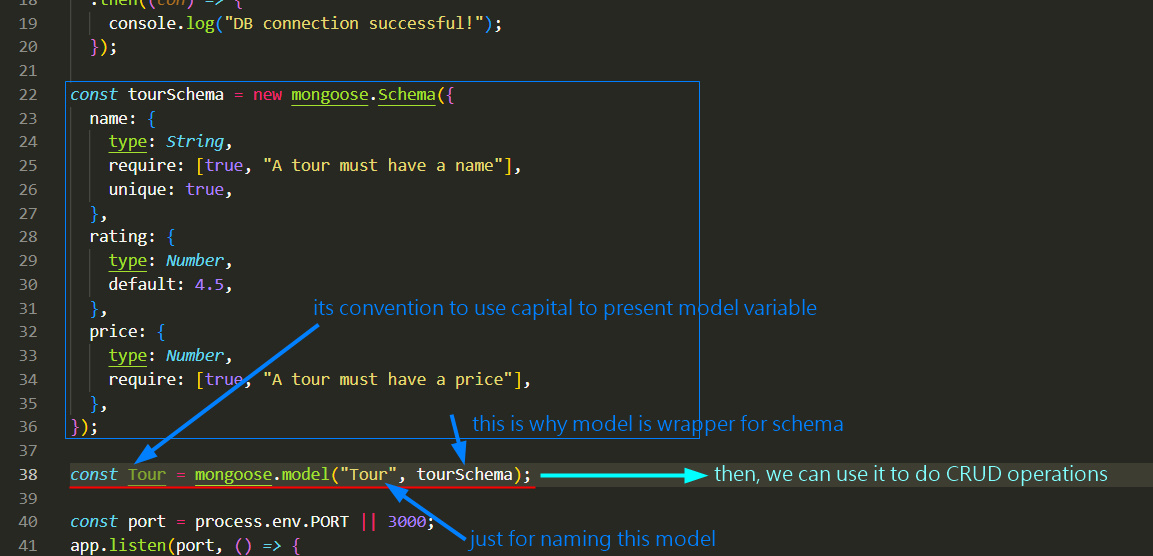 18 .then((con) => {
19 console.log("DB connection successful!");
20 });
21
22 const tourSchema = new mongoose.Schema({
23 name: {
24 type: String,
25 require: [true, "A tour must have a name"],
26 unique: true,
27 },
28 rating: {
29 type: Number,
30 default: 4.5,
31 },
its convention to use capital to present model variable
32 price: {
33 type: Number,
34 require: [true, "A tour must have a price"],
35 },
this is why model is wrapper for schema
36 });
37
38 const Tour = mongoose.model("Tour", tourSchema);
then, we can use it to do CRUD operations
39
40 const port = process.env.PORT || 3000;
just for naming this model
41 app.listen(port, () => {